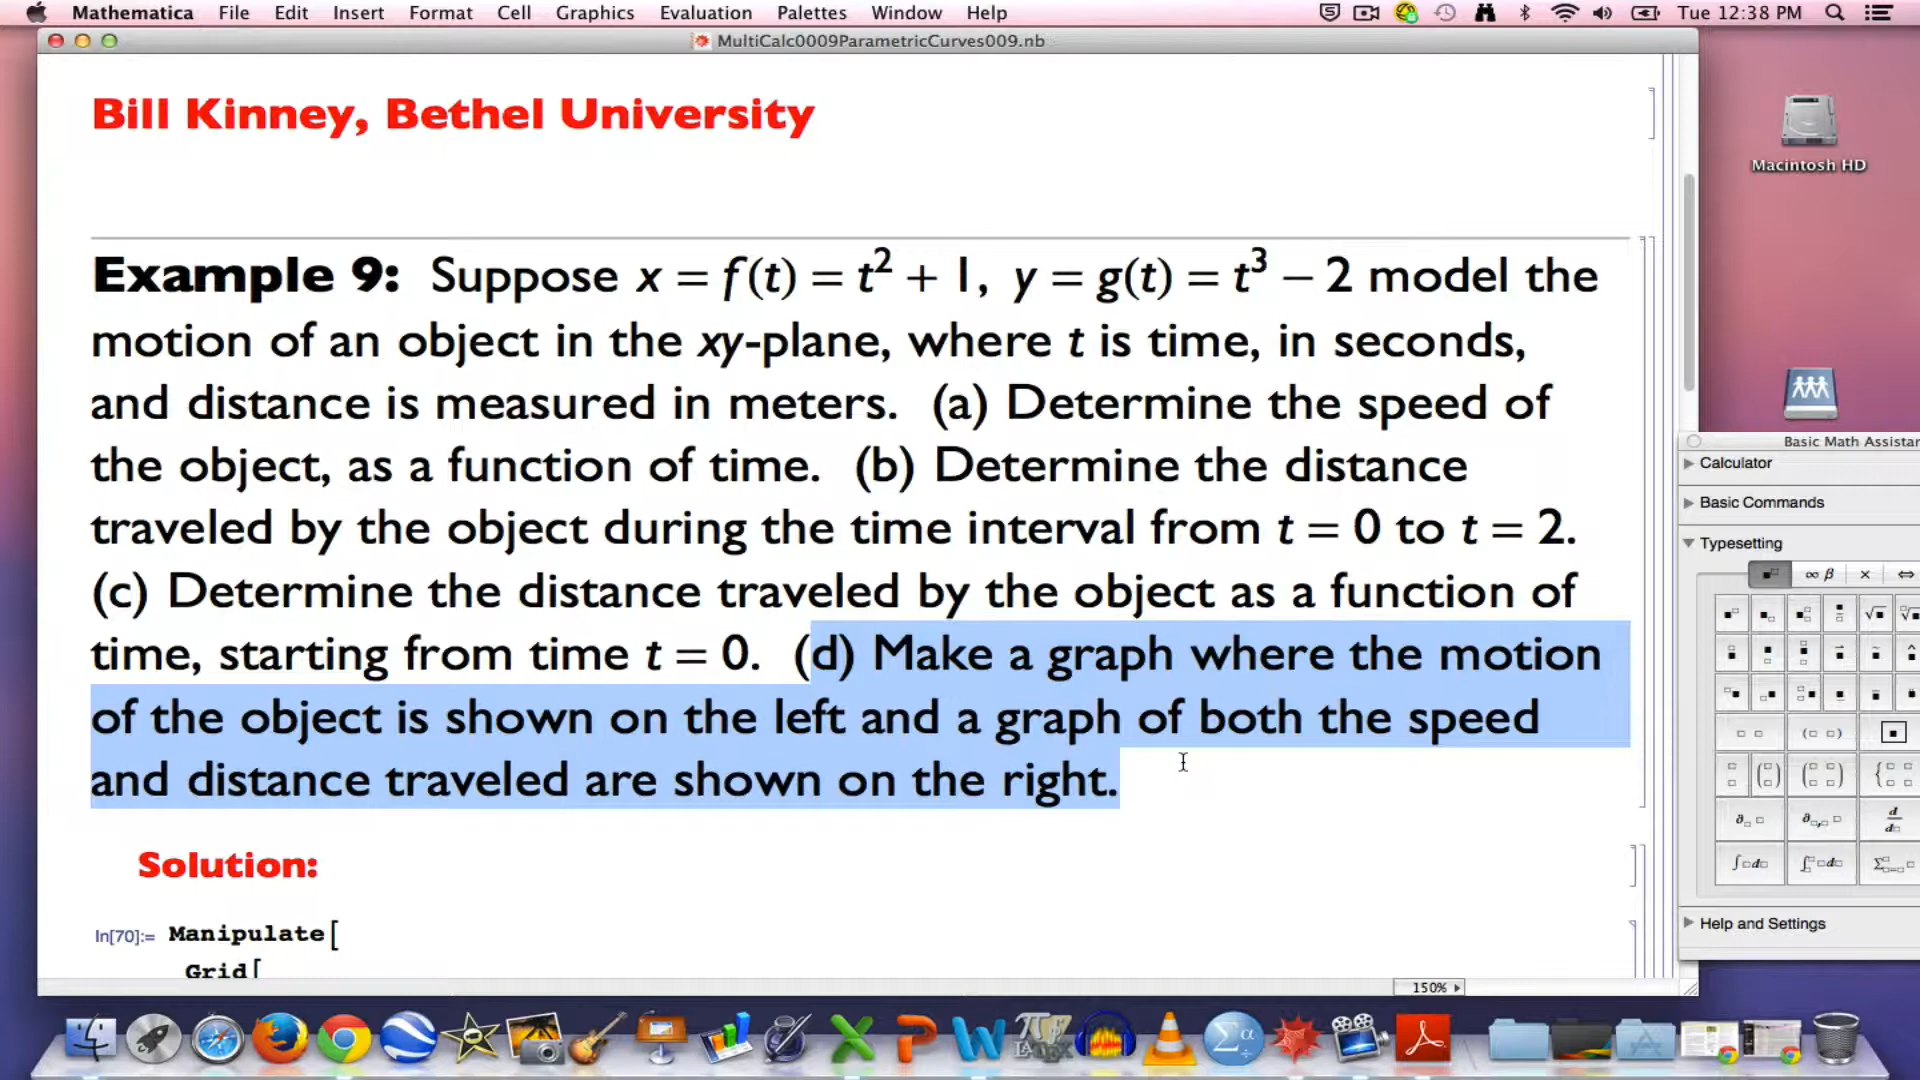 Mathematica File Edit Insert Format Cell Graphics Evaluation Palettes Window Help Tue 12:38 PM
MultiCalc0009ParametricCurves009.nb
Bill Kinney, Bethel University
Macintosh HD
Example 9: Suppose x = f(t) = t² + 1, y = g(t) = t³ − 2 model the
motion of an object in the xy-plane, where t is time, in seconds,
and distance is measured in meters. (a) Determine the speed of
the object, as a function of time. (b) Determine the distance
traveled by the object during the time interval from t = 0 to t = 2.
(c) Determine the distance traveled by the object as a function of
time, starting from time t = 0. (d) Make a graph where the motion
of the object is shown on the left and a graph of both the speed
and distance traveled are shown on the right.
Solution:
In[70]:= Manipulate[
Grid[
150%
Basic Math Assistan
Calculator
Basic Commands
Typesetting
∞ β
Help and Settings